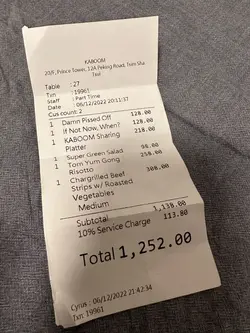 KABOOM
20/F, Prince Tower, 12A Peking Road, Tsim Sha
Tsui
Table : 27
Txn : 19961
Staff : Part Time
Date : 06/12/2022 20:11:37
Cus count: 2
1 Damn Pissed Off 128.00
1 If Not Now, When? 128.00
1 KABOOM Sharing 218.00
Platter
1 Super Green Salad 98.00
1 Tom Yum Gong 258.00
Risotto
1 Chargrilled Beef 308.00
Strips w/ Roasted
Vegetables
Medium
Subtotal 1,138.00
10% Service Charge 113.80
Total 1,252.00
Cyrus : 06/12/2022 21:42:34
Txn: 19961